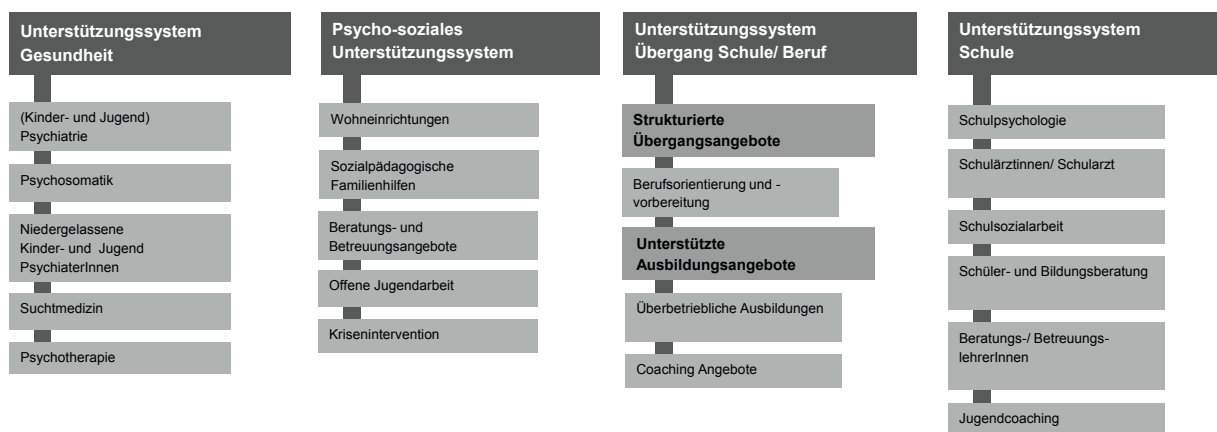 Unterstützungssystem
Gesundheit
(Kinder- und Jugend)
Psychiatrie
Psychosomatik
Niedergelassene
Kinder- und Jugend
PsychiaterInnen
Suchtmedizin
Psychotherapie
Psycho-soziales
Unterstützungssystem
Wohneinrichtungen
Sozialpädagogische
Familienhilfen
Beratungs- und
Betreuungsangebote
Offene Jugendarbeit
Krisenintervention
Unterstützungssystem
Übergang Schule/ Beruf
Strukturierte
Übergangsangebote
Berufsorientierung und -
vorbereitung
Unterstützte
Ausbildungsangebote
Überbetriebliche Ausbildungen
Coaching Angebote
Unterstützungssystem
Schule
Schulpsychologie
Schulärztinnen/ Schularzt
Schulsozialarbeit
Schüler- und Bildungsberatung
Beratungs-/ Betreuungs-
lehrerInnen
Jugendcoaching